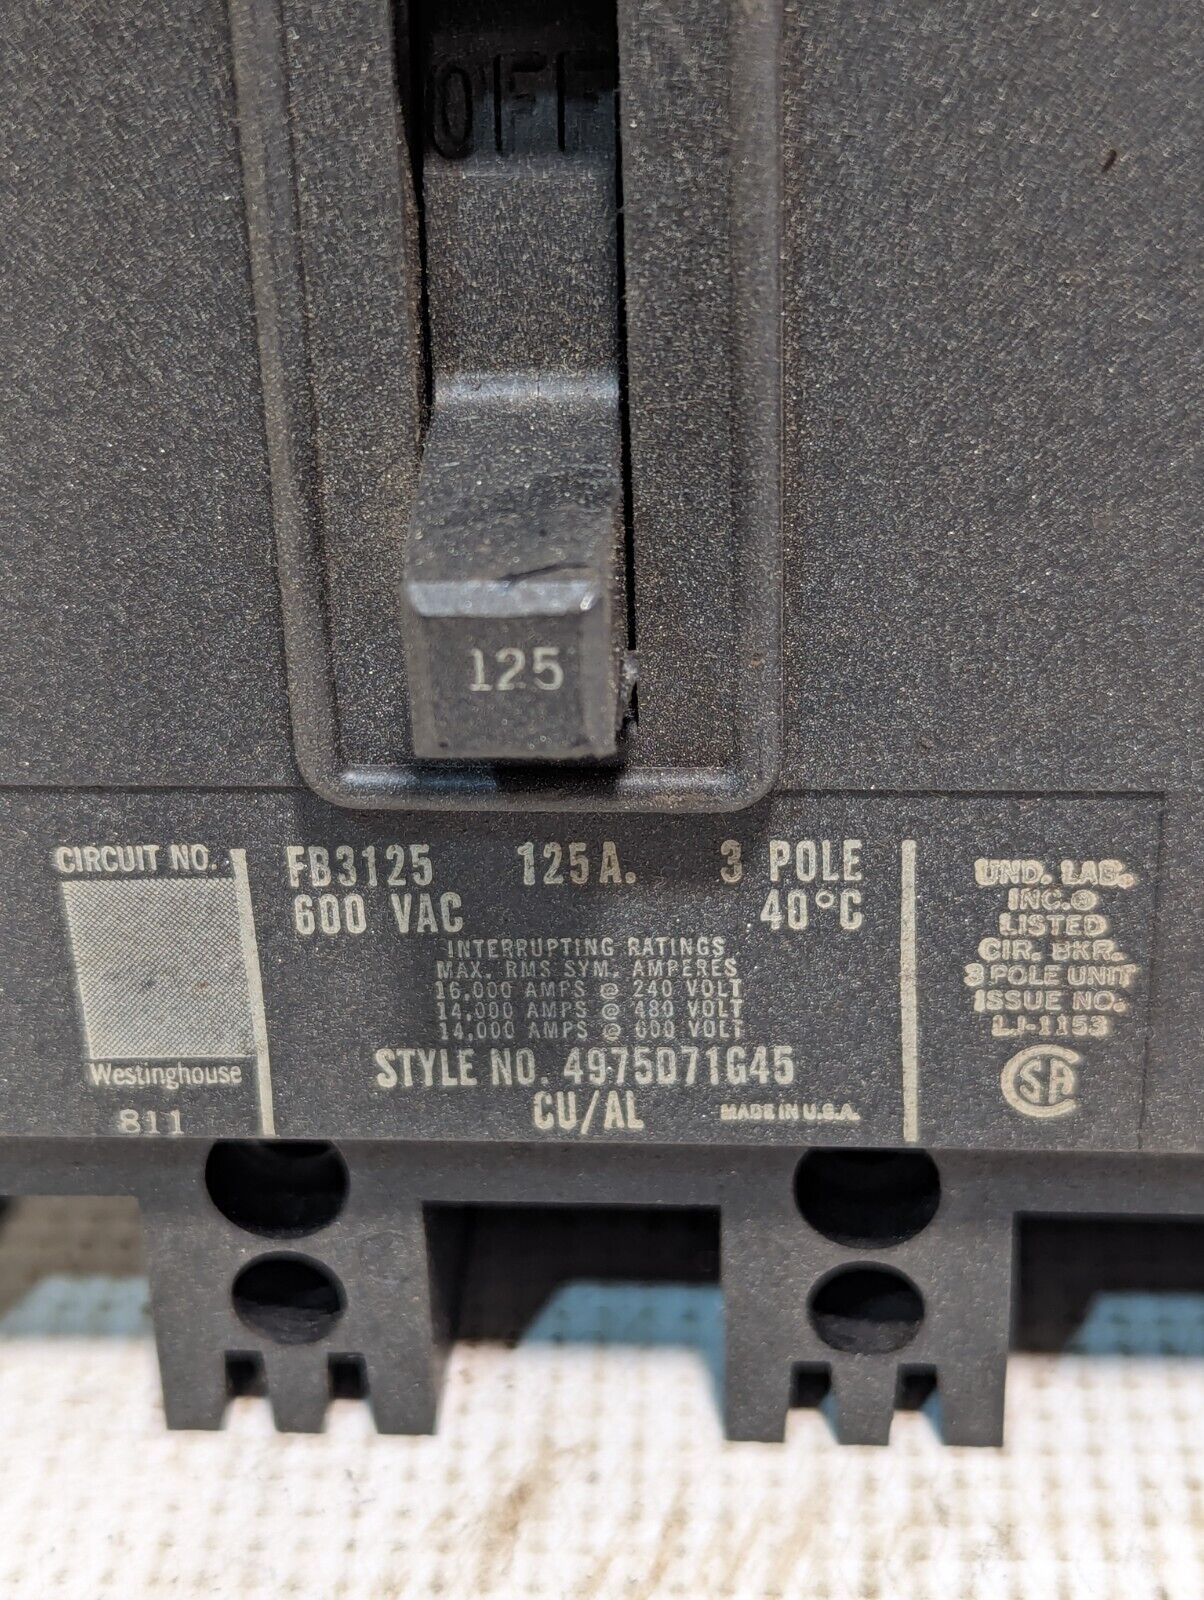 OFF
125
CIRCUIT NO.
Westinghouse
811
FB3125 125A. 3 POLE
600 VAC 40°C
INTERRUPTING RATINGS
MAX. RMS SYM. AMPERES
16,000 AMPS @ 240 VOLT
14,000 AMPS @ 480 VOLT
14,000 AMPS @ 600 VOLT
STYLE NO. 4975D71G45
CU/AL MADE IN U.S.A.
UND. LAB.
INC.®
LISTED
CIR. BKR.
3 POLE UNIT
ISSUE NO.
LJ-1153
CSA